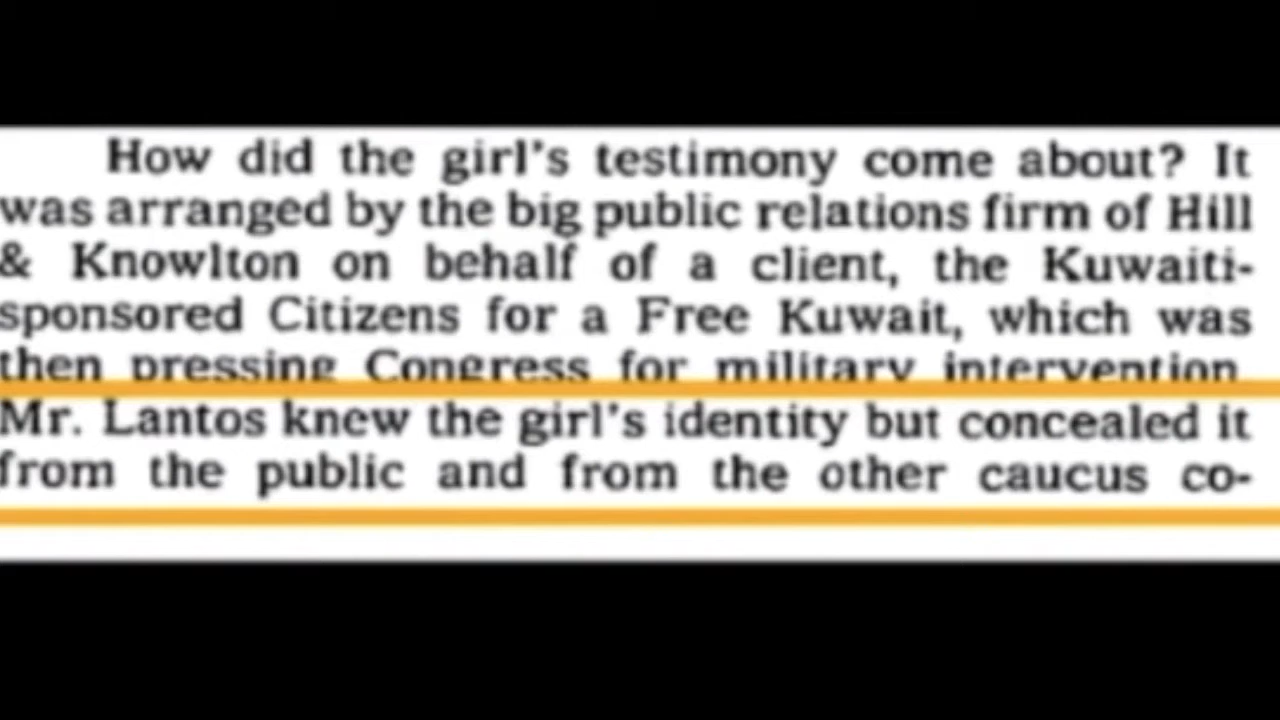 How did the girl's testimony come about? It
was arranged by the big public relations firm of Hill
& Knowlton on behalf of a client, the Kuwaiti-
sponsored Citizens for a Free Kuwait, which was
then pressing Congress for military intervention
Mr. Lantos knew the girl's identity but concealed it
from the public and from the other caucus co-